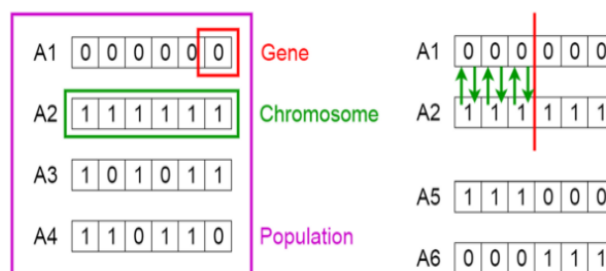 A1 0 0 0 0 0 0 Gene
A2 1 1 1 1 1 1 Chromosome
A3 1 0 1 0 1 1
A4 1 1 0 1 1 0 Population
A1 0 0 0 0 0 0
A2 1 1 1 1 1 1
A5 1 1 1 0 0 0
A6 0 0 0 1 1 1